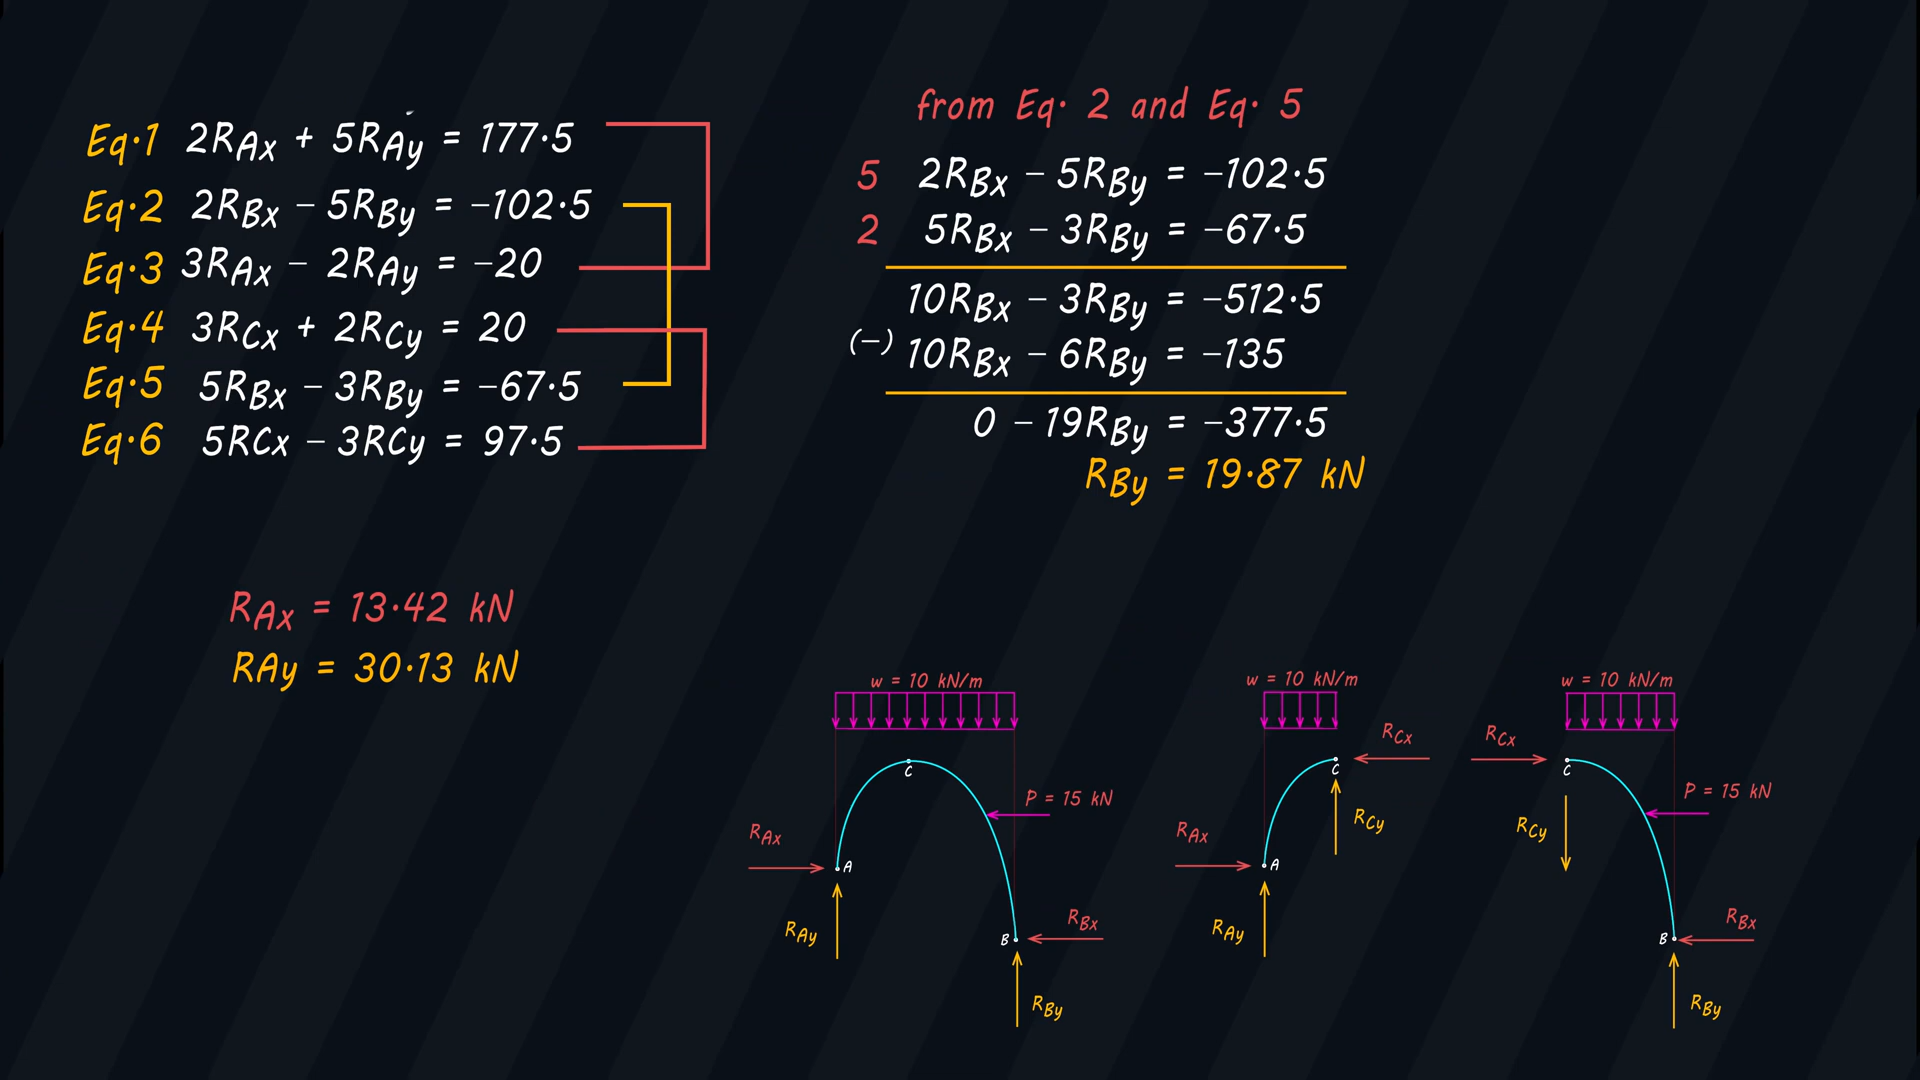 Eq.1 2RAx + 5RAy = 177.5
Eq.2 2RBx - 5RBy = -102.5
Eq.3 3RAx - 2RAy = -20
Eq.4 3RCx + 2RCy = 20
Eq.5 5RBx - 3RBy = -67.5
Eq.6 5RCx - 3RCy = 97.5
RAx = 13.42 kN
RAy = 30.13 kN
from Eq. 2 and Eq. 5
5 2RBx - 5RBy = -102.5
2 5RBx - 3RBy = -67.5
10RBx - 3RBy = -512.5
(-) 10RBx - 6RBy = -135
0 - 19RBy = -377.5
RBy = 19.87 kN
w = 10 kN/m
C
P = 15 kN
RAx
A
RAy
RBx
B
RBy
w = 10 kN/m
RCx
C
RCy
RAx
A
RAy
w = 10 kN/m
RCx
C
P = 15 kN
RCy
RBx
B
RBy